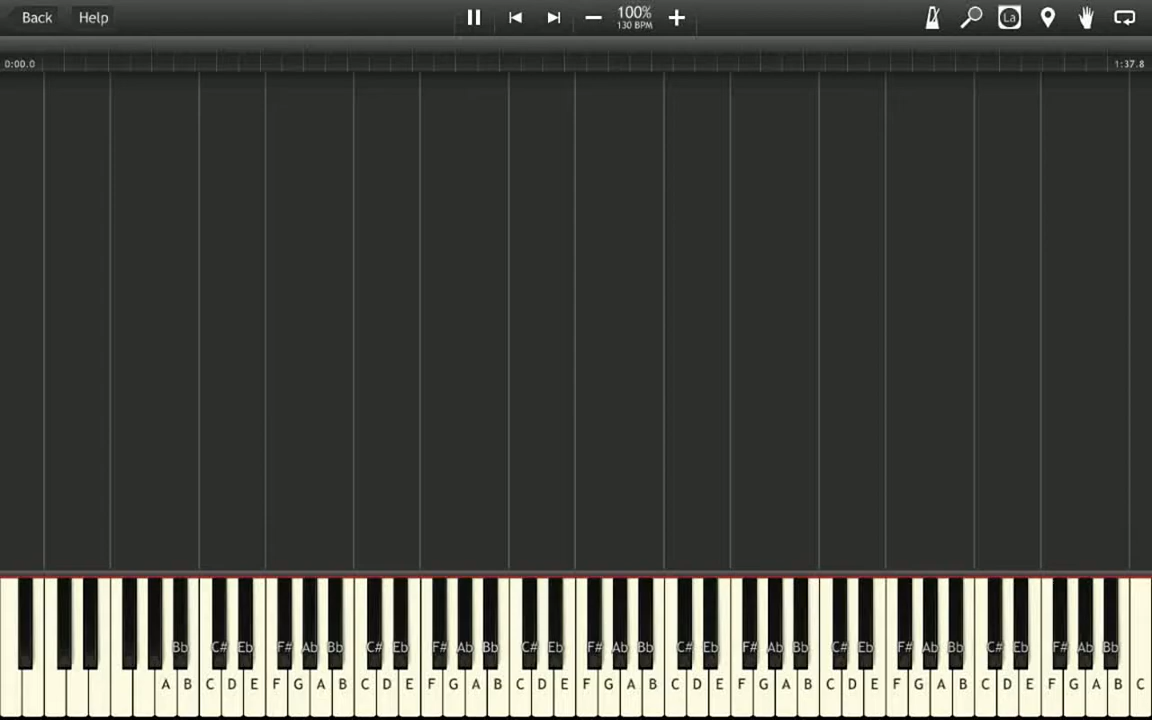 Back Help 100% La
130 BPM
0:00.0 1:37.8
Bb C# Eb F# Ab Bb C# Eb F# Ab Bb C# Eb F# Ab Bb C# Eb F# Ab Bb C# Eb F# Ab Bb C# Eb F# Ab Bb
A B C D E F G A B C D E F G A B C D E F G A B C D E F G A B C D E F G A B C D E F G A B C